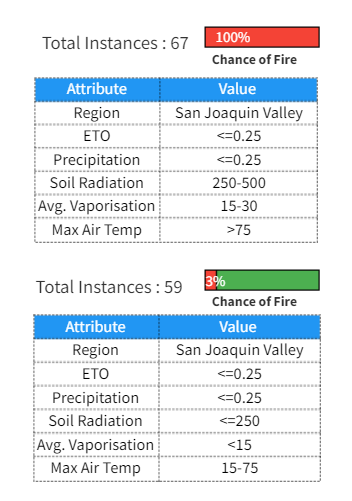 Total Instances : 67
100%
Chance of Fire
Attribute Value
Region San Joaquin Valley
ETO <=0.25
Precipitation <=0.25
Soil Radiation 250-500
Avg. Vaporisation 15-30
Max Air Temp >75
Total Instances : 59
3%
Chance of Fire
Attribute Value
Region San Joaquin Valley
ETO <=0.25
Precipitation <=0.25
Soil Radiation <=250
Avg. Vaporisation <15
Max Air Temp 15-75